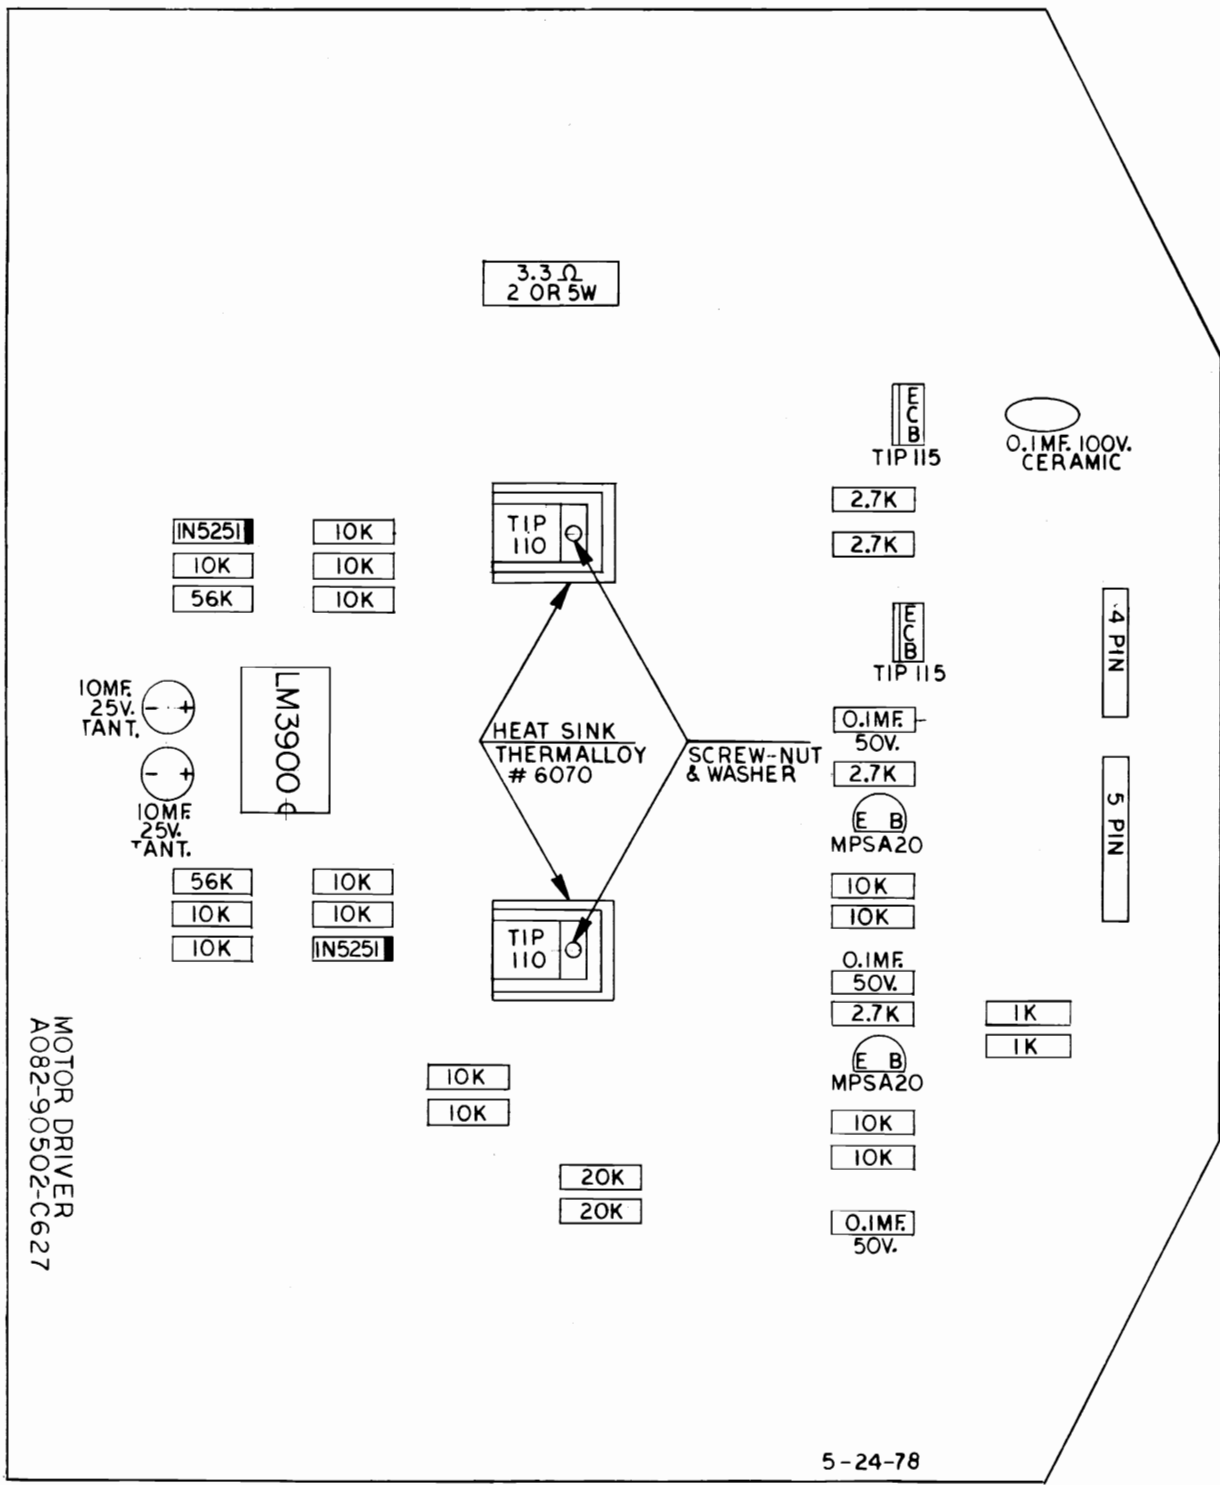 3.3 Ω
2 OR 5W
E
C
B
TIP 115
0.1MF. 100V.
CERAMIC
2.7K
2.7K
TIP
110
1N5251
10K
10K
10K
56K
10K
E
C
B
TIP 115
4 PIN
10MF.
25V.
TANT.
LM3900
HEAT SINK
THERMALLOY
# 6070
SCREW-NUT
& WASHER
0.1MF.
50V.
2.7K
E B
MPSA20
5 PIN
10MF.
25V.
TANT.
56K
10K
10K
10K
10K
1N5251
TIP
110
10K
10K
0.1MF.
50V.
2.7K
1K
1K
E B
MPSA20
10K
10K
10K
10K
20K
20K
0.1MF.
50V.
MOTOR DRIVER
A082-90502-C627
5-24-78